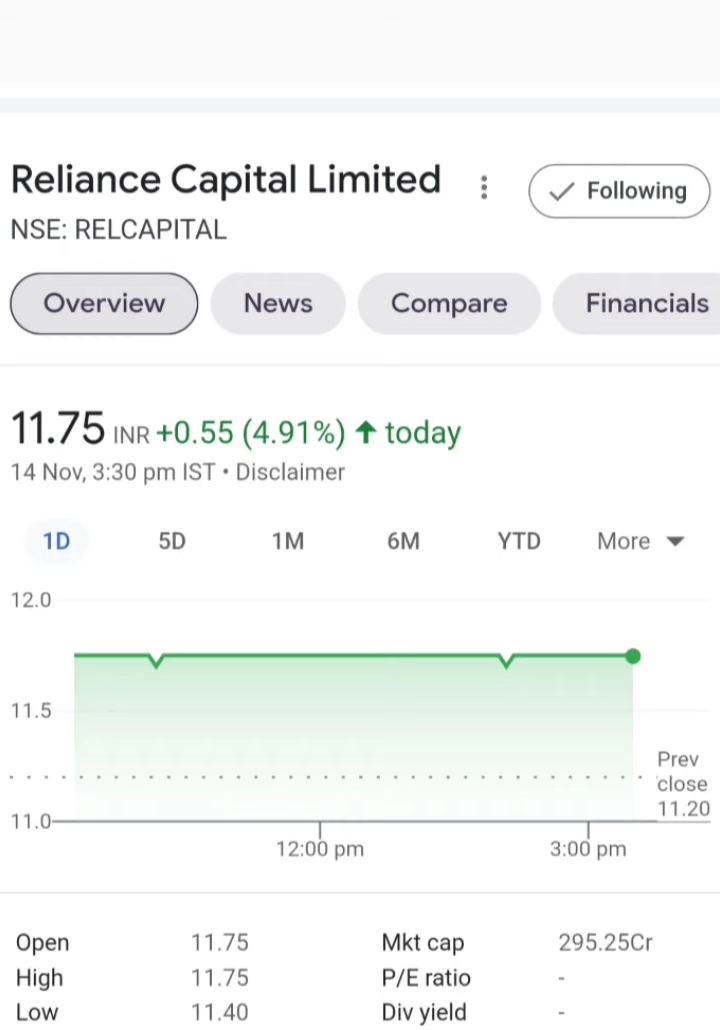 Reliance Capital Limited
Following
NSE: RELCAPITAL
Overview News Compare Financials
11.75 INR +0.55 (4.91%) ↑ today
14 Nov, 3:30 pm IST • Disclaimer
1D 5D 1M 6M YTD More
12.0
11.5
Prev
close
11.20
11.0
12:00 pm 3:00 pm
Open 11.75 Mkt cap 295.25Cr
High 11.75 P/E ratio -
Low 11.40 Div yield -